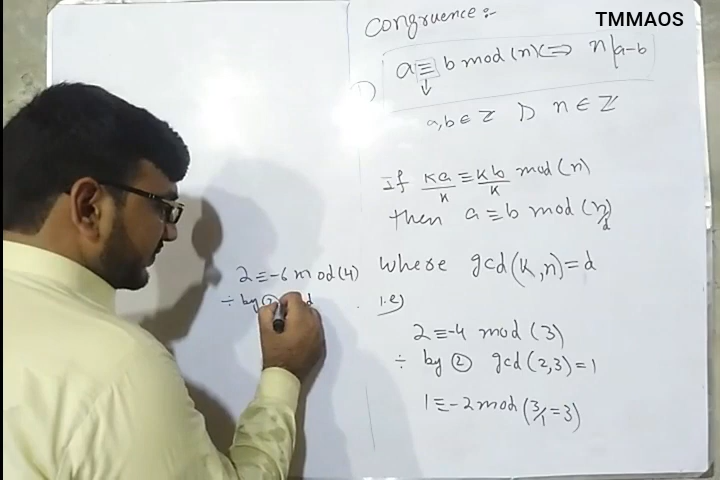 TMMAOS
Congruence:-
1) a ≡ b mod(n) ⟺ n|a-b
↓
a,b ∈ Z D n ∈ Z
If Ka/K ≡ Kb/K mod(n)
then a ≡ b mod(n/d)
where gcd(K,n)=d
i.e)
2 ≡ -4 mod(3)
÷ by ② gcd(2,3)=1
1 ≡ -2 mod(3/1=3)
2 ≡ -6 mod(4)
÷ by ②